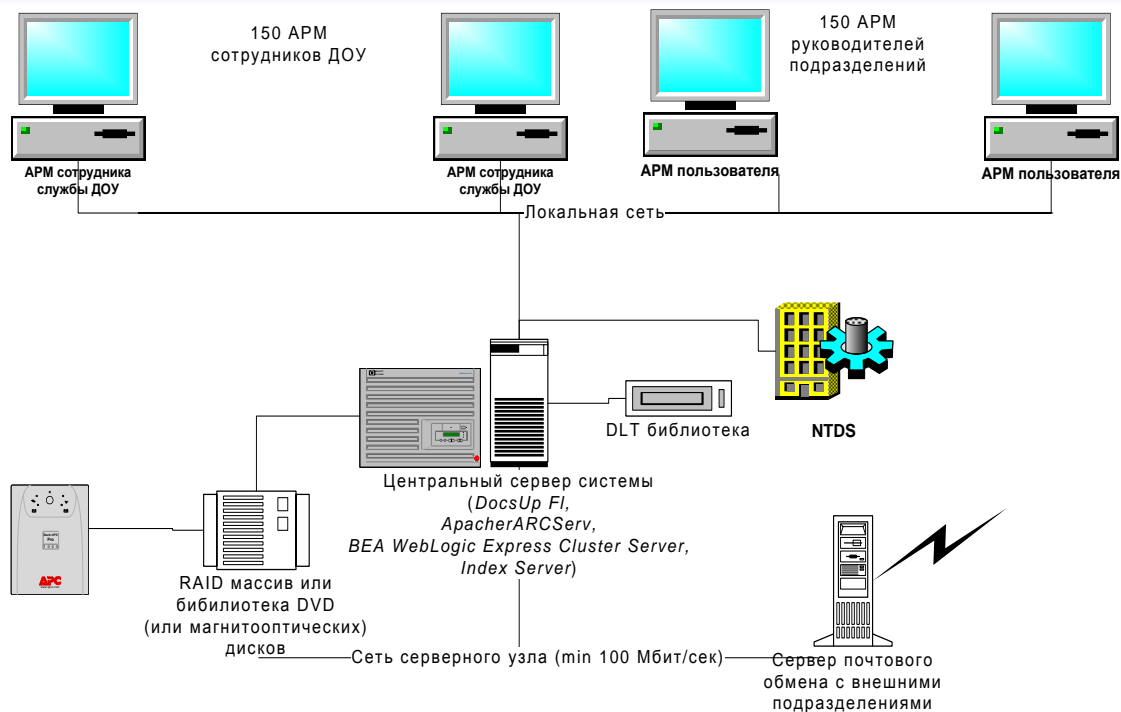 150 АРМ
сотрудников ДОУ
150 АРМ
руководителей
подразделений
АРМ сотрудника
службы ДОУ
АРМ сотрудника
службы ДОУ
АРМ пользователя
АРМ пользователя
Локальная сеть
DLT библиотека
NTDS
Центральный сервер системы
(DocsUp FI,
ApacherARCServ,
BEA WebLogic Express Cluster Server,
Index Server)
APC
RAID массив или
бибилиотека DVD
(или магнитооптических)
дисков
Сеть серверного узла (min 100 Мбит/сек)
Сервер почтового
обмена с внешними
подразделениями